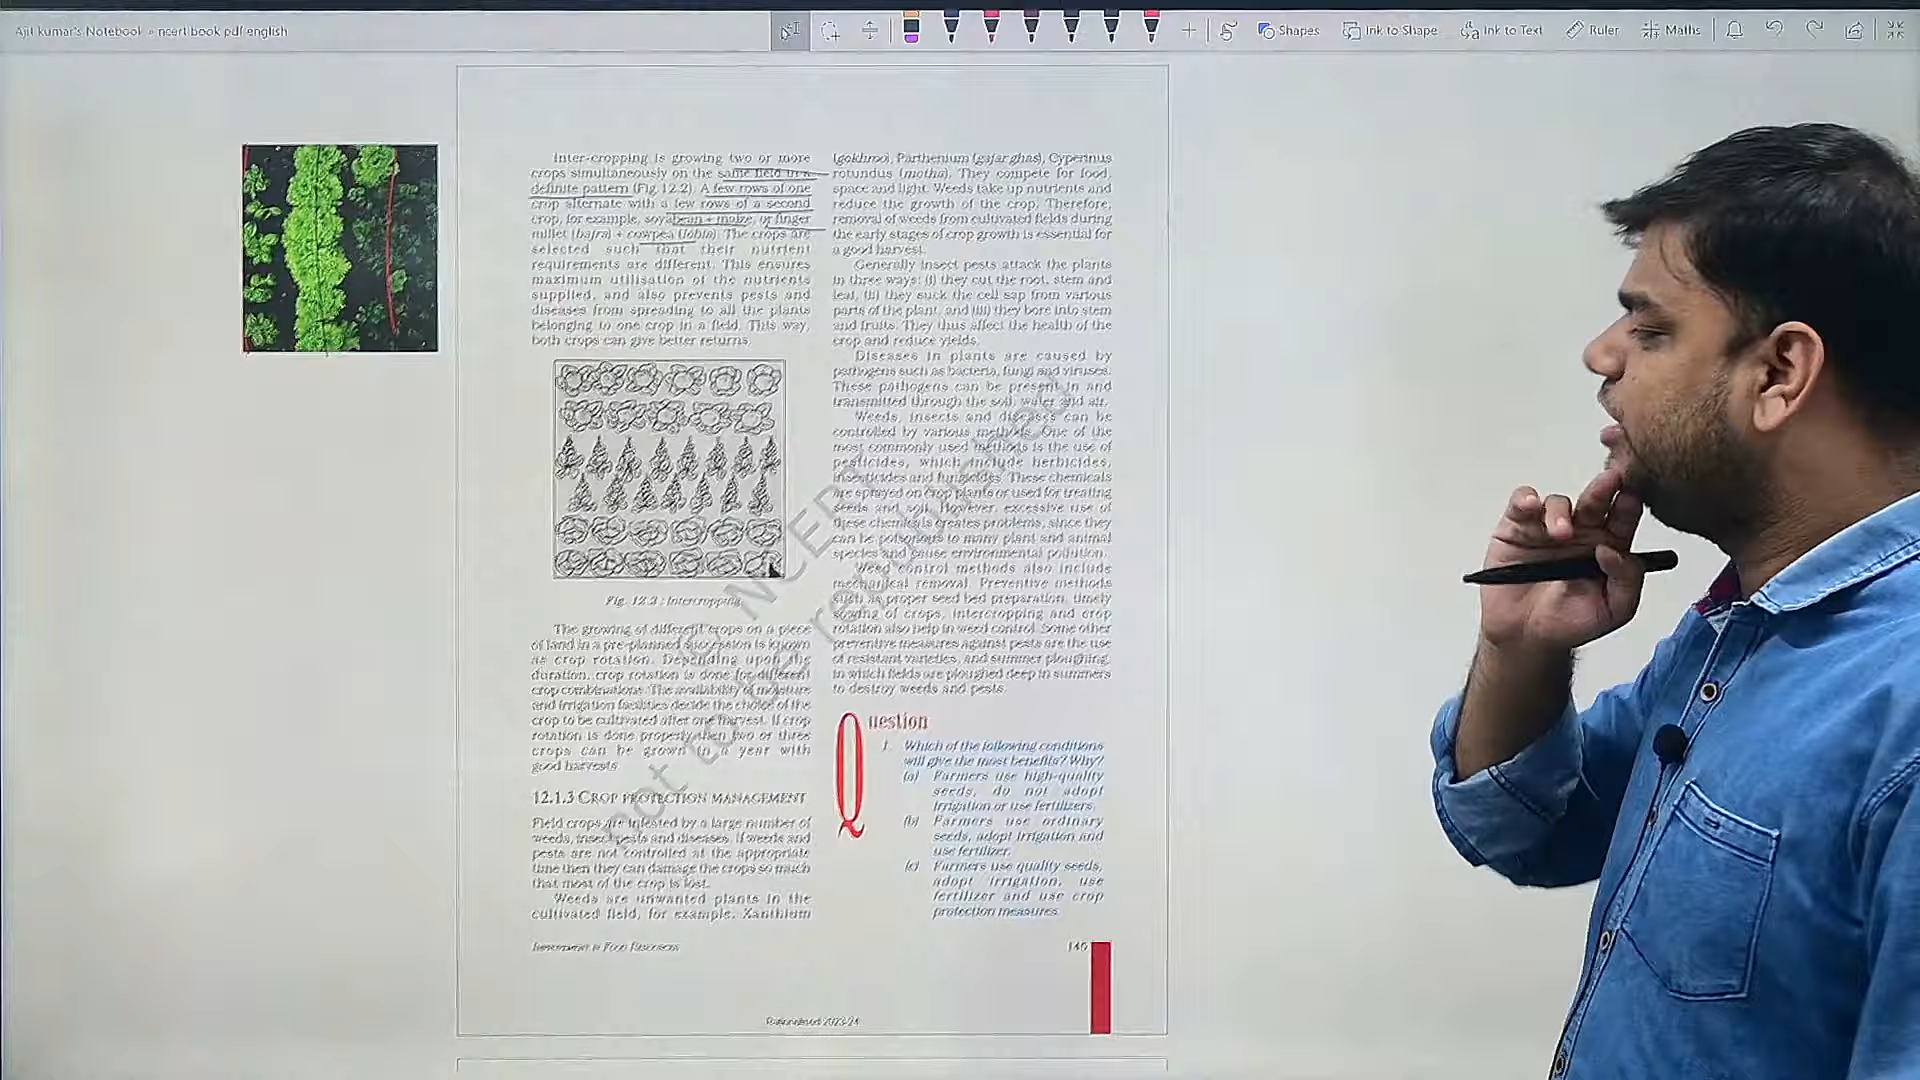 Ajit kumar's Notebook » ncert book pdf english
Shapes
Ink to Shape
Ink to Text
Ruler
Maths
Inter-cropping is growing two or more
crops simultaneously on the same field in a
definite pattern (Fig.12.2). A few rows of one
crop alternate with a few rows of a second
crop, for example, soyabean + maize, or finger
millet (bajra) + cowpea (lobia). The crops are
selected such that their nutrient
requirements are different. This ensures
maximum utilisation of the nutrients
supplied, and also prevents pests and
diseases from spreading to all the plants
belonging to one crop in a field. This way,
both crops can give better returns.
Fig. 12.2 : Intercropping
The growing of different crops on a piece
of land in a pre-planned succession is known
as crop rotation. Depending upon the
duration, crop rotation is done for different
crop combinations. The availability of moisture
and irrigation facilities decide the choice of the
crop to be cultivated after one harvest. If crop
rotation is done properly then two or three
crops can be grown in a year with
good harvests.
12.1.3 CROP PROTECTION MANAGEMENT
Field crops are infested by a large number of
weeds, insect pests and diseases. If weeds and
pests are not controlled at the appropriate
time then they can damage the crops so much
that most of the crop is lost.
Weeds are unwanted plants in the
cultivated field, for example, Xanthium
(gokhroo), Parthenium (gajar ghas), Cyperinus
rotundus (motha). They compete for food,
space and light. Weeds take up nutrients and
reduce the growth of the crop. Therefore,
removal of weeds from cultivated fields during
the early stages of crop growth is essential for
a good harvest.
Generally insect pests attack the plants
in three ways: (i) they cut the root, stem and
leaf, (ii) they suck the cell sap from various
parts of the plant, and (iii) they bore into stem
and fruits. They thus affect the health of the
crop and reduce yields.
Diseases in plants are caused by
pathogens such as bacteria, fungi and viruses.
These pathogens can be present in and
transmitted through the soil, water and air.
Weeds, insects and diseases can be
controlled by various methods. One of the
most commonly used methods is the use of
pesticides, which include herbicides,
insecticides and fungicides. These chemicals
are sprayed on crop plants or used for treating
seeds and soil. However, excessive use of
these chemicals creates problems, since they
can be poisonous to many plant and animal
species and cause environmental pollution.
Weed control methods also include
mechanical removal. Preventive methods
such as proper seed bed preparation, timely
sowing of crops, intercropping and crop
rotation also help in weed control. Some other
preventive measures against pests are the use
of resistant varieties, and summer ploughing,
in which fields are ploughed deep in summers
to destroy weeds and pests.
Question
1. Which of the following conditions
will give the most benefits? Why?
(a) Farmers use high-quality
seeds, do not adopt
irrigation or use fertilizers.
(b) Farmers use ordinary
seeds, adopt irrigation and
use fertilizer.
(c) Farmers use quality seeds,
adopt irrigation, use
fertilizer and use crop
protection measures.
© NCERT
not to be republished
IMPROVEMENT IN FOOD RESOURCES
146
Rationalised 2023-24